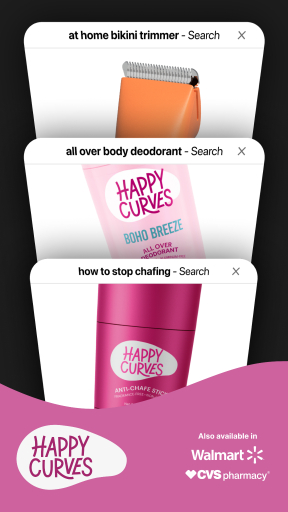 at home bikini trimmer - Search
all over body deodorant - Search
HAPPY
CURVES
BOHO BREEZE
ALL OVER
DEODORANT
how to stop chafing - Search
HAPPY
CURVES
ANTI-CHAFE STICK
HAPPY
CURVES
Also available in
Walmart
CVS pharmacy®